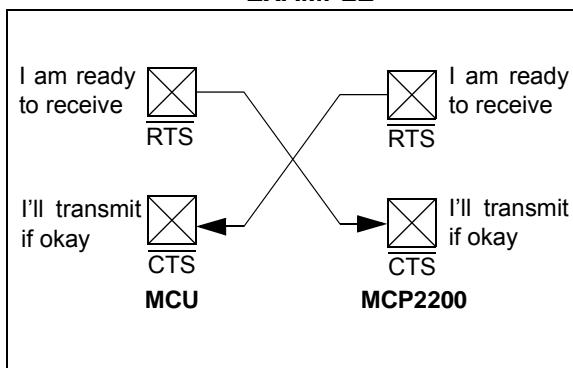 I am ready
to receive
RTS
I am ready
to receive
RTS
I'll transmit
if okay
CTS
I'll transmit
if okay
CTS
MCU
MCP2200